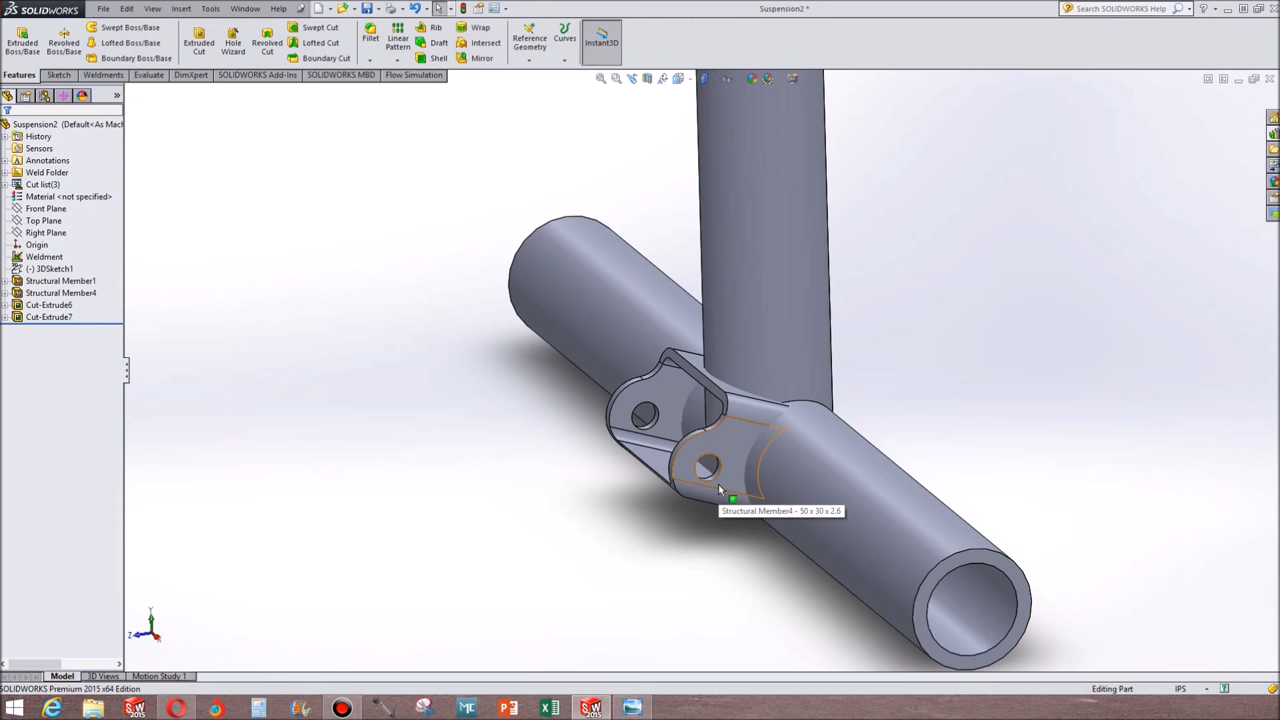 SOLIDWORKS
File Edit View Insert Tools Window Help
Suspension2 *
Search SOLIDWORKS Help
Extruded Boss/Base
Revolved Boss/Base
Swept Boss/Base
Lofted Boss/Base
Boundary Boss/Base
Extruded Cut
Hole Wizard
Revolved Cut
Swept Cut
Lofted Cut
Boundary Cut
Fillet
Linear Pattern
Rib
Draft
Shell
Wrap
Intersect
Mirror
Reference Geometry
Curves
Instant3D
Features Sketch Weldments Evaluate DimXpert SOLIDWORKS Add-Ins SOLIDWORKS MBD Flow Simulation
Suspension2 (Default<As Mach
History
Sensors
Annotations
Weld Folder
Cut list(3)
Material <not specified>
Front Plane
Top Plane
Right Plane
Origin
Weldment
(-) 3DSketch1
Structural Member1
Structural Member4
Cut-Extrude6
Cut-Extrude7
Structural Member4 - 50 x 30 x 2.6
Y
Z
X
Model 3D Views Motion Study 1
SOLIDWORKS Premium 2015 x64 Edition
Editing Part
IPS